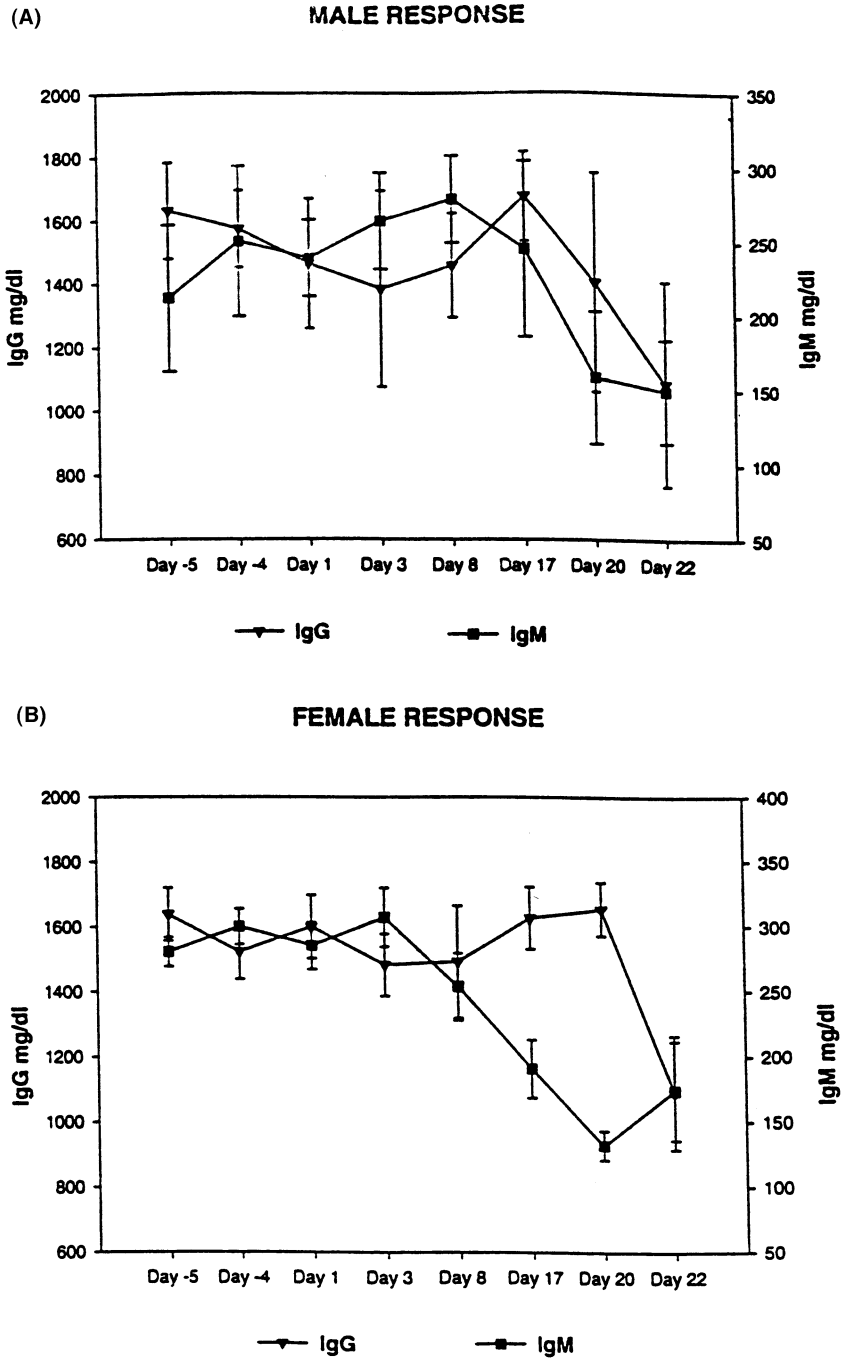 (A)
MALE RESPONSE
2000
1800
1600
1400
1200
1000
800
600
IgG mg/dl
350
300
250
200
150
100
50
IgM mg/dl
Day -5 Day -4 Day 1 Day 3 Day 8 Day 17 Day 20 Day 22
IgG IgM
(B)
FEMALE RESPONSE
2000
1800
1600
1400
1200
1000
800
600
IgG mg/dl
400
350
300
250
200
150
100
50
IgM mg/dl
Day -5 Day -4 Day 1 Day 3 Day 8 Day 17 Day 20 Day 22
IgG IgM